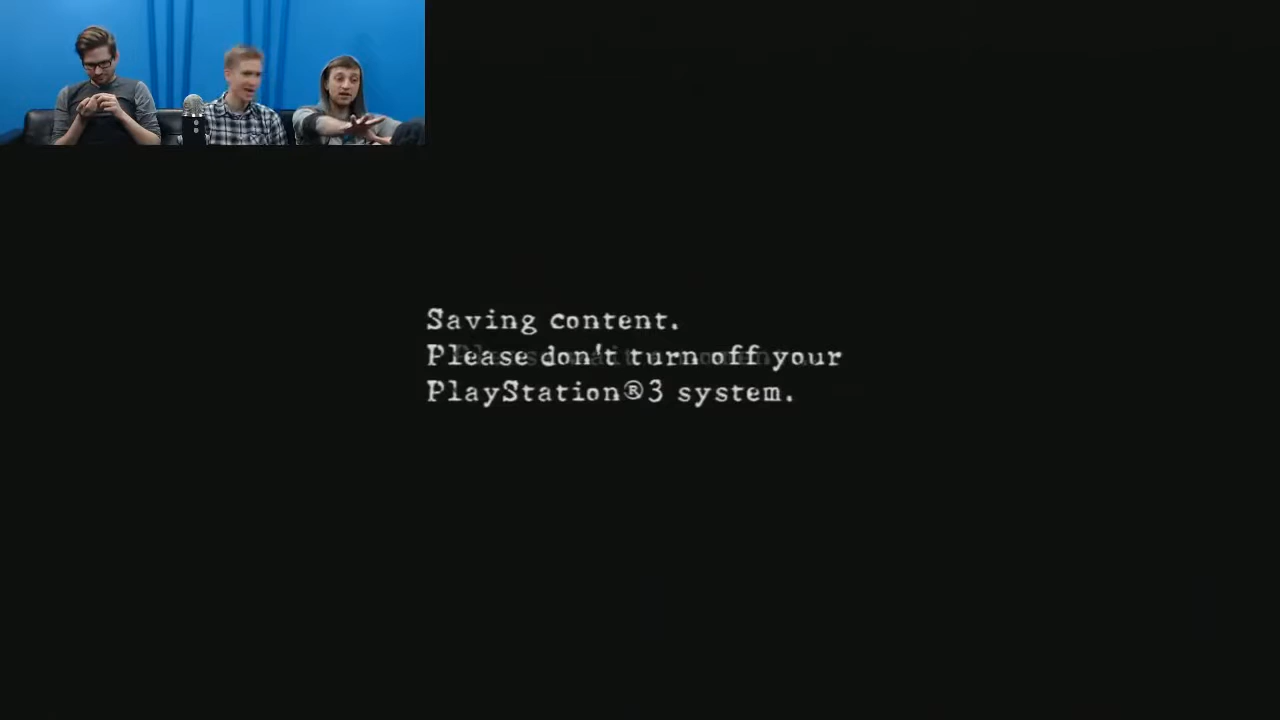 Saving content.
Please don't turn off your
PlayStation®3 system.